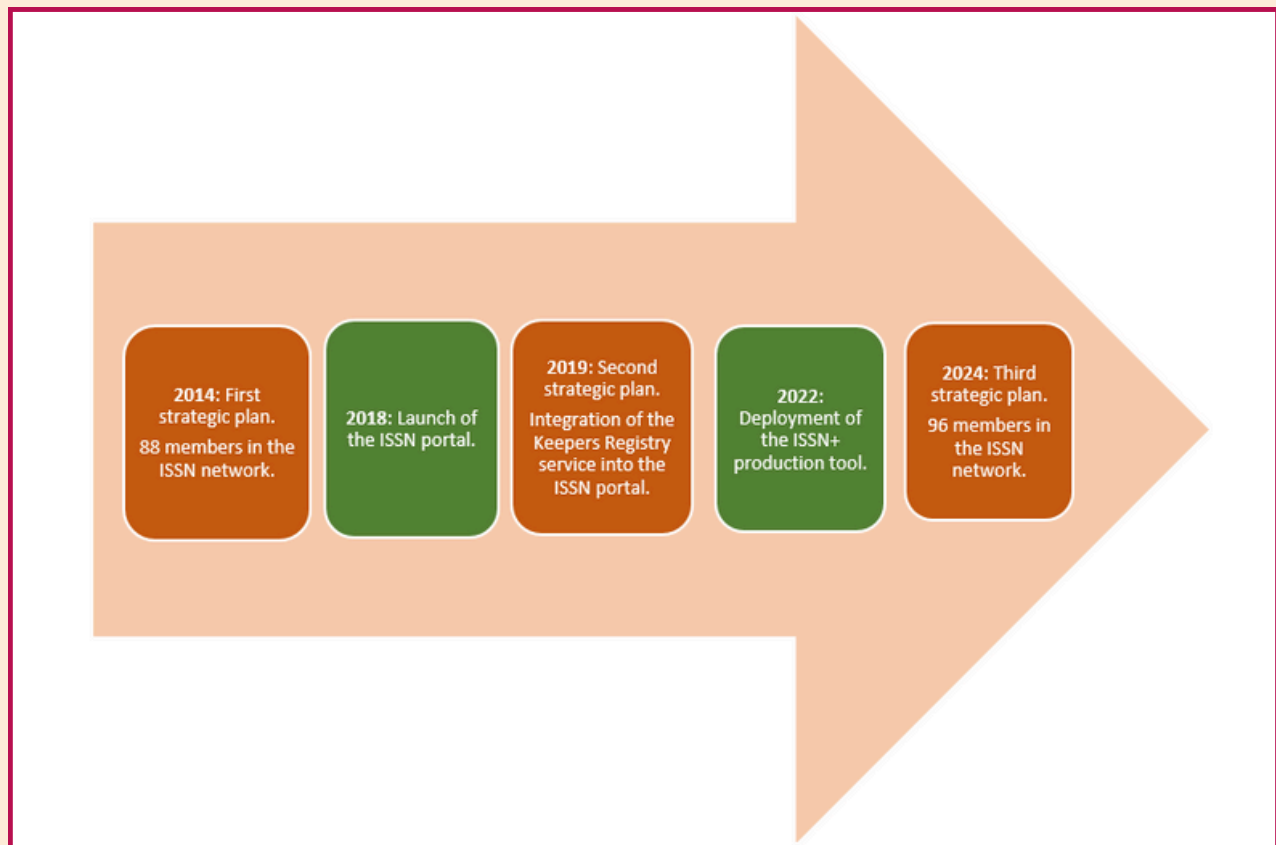 2014: First
strategic plan.
88 members in the
ISSN network.
2018: Launch of
the ISSN portal.
2019: Second
strategic plan.
Integration of the
Keepers Registry
service into the
ISSN portal.
2022:
Deployment of
the ISSN+
production tool.
2024: Third
strategic plan.
96 members in
the ISSN
network.